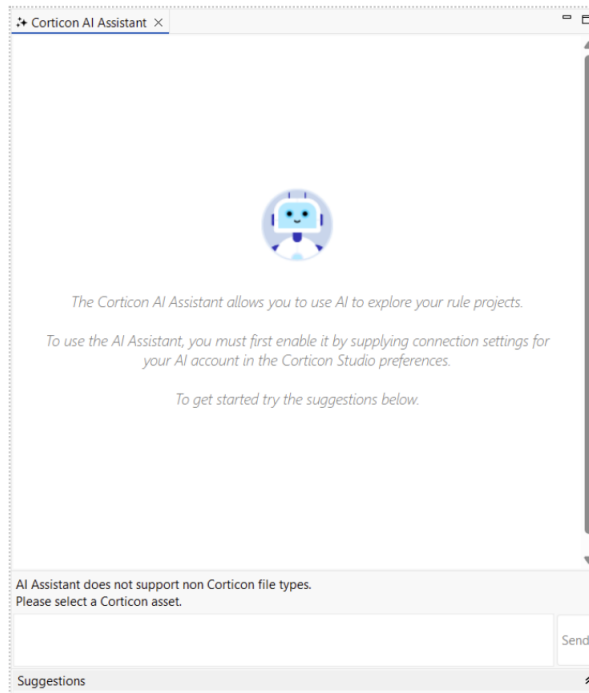 Corticon AI Assistant
The Corticon AI Assistant allows you to use AI to explore your rule projects.
To use the AI Assistant, you must first enable it by supplying connection settings for
your AI account in the Corticon Studio preferences.
To get started try the suggestions below.
AI Assistant does not support non Corticon file types.
Please select a Corticon asset.
Send
Suggestions